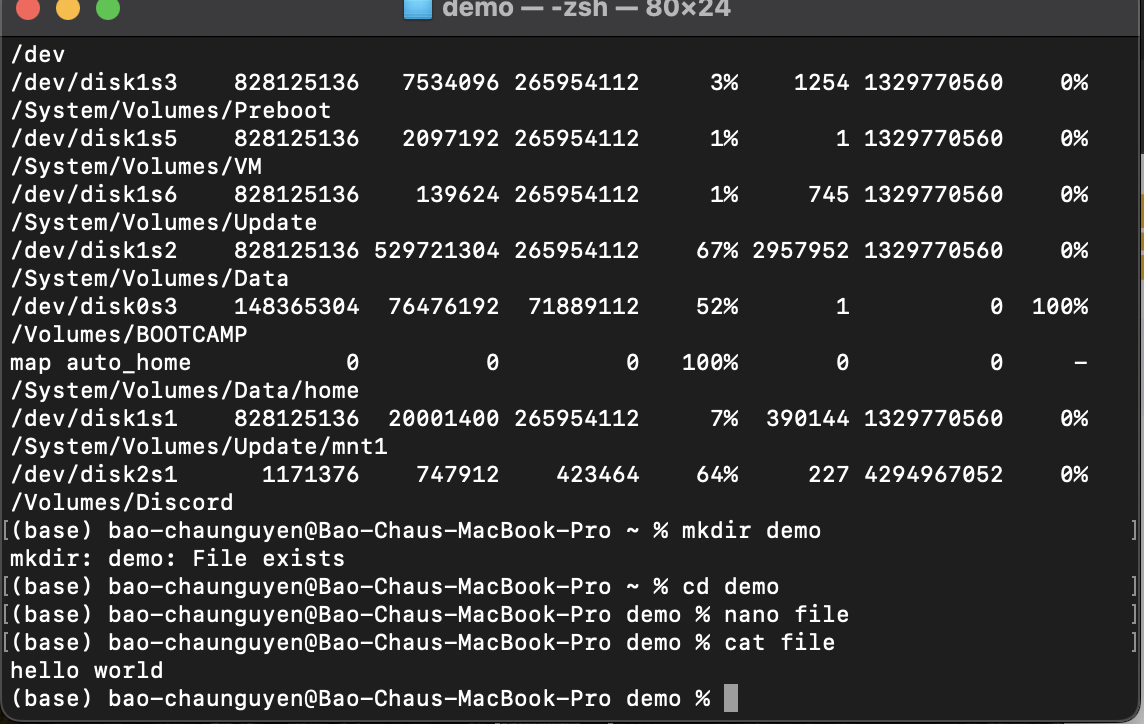 demo — -zsh — 80×24
/dev
/dev/disk1s3 828125136 7534096 265954112 3% 1254 1329770560 0%
/System/Volumes/Preboot
/dev/disk1s5 828125136 2097192 265954112 1% 1 1329770560 0%
/System/Volumes/VM
/dev/disk1s6 828125136 139624 265954112 1% 745 1329770560 0%
/System/Volumes/Update
/dev/disk1s2 828125136 529721304 265954112 67% 2957952 1329770560 0%
/System/Volumes/Data
/dev/disk0s3 148365304 76476192 71889112 52% 1 0 100%
/Volumes/BOOTCAMP
map auto_home 0 0 0 100% 0 0 -
/System/Volumes/Data/home
/dev/disk1s1 828125136 20001400 265954112 7% 390144 1329770560 0%
/System/Volumes/Update/mnt1
/dev/disk2s1 1171376 747912 423464 64% 227 4294967052 0%
/Volumes/Discord
[(base) bao-chaunguyen@Bao-Chaus-MacBook-Pro ~ % mkdir demo ]
mkdir: demo: File exists
[(base) bao-chaunguyen@Bao-Chaus-MacBook-Pro ~ % cd demo ]
[(base) bao-chaunguyen@Bao-Chaus-MacBook-Pro demo % nano file ]
[(base) bao-chaunguyen@Bao-Chaus-MacBook-Pro demo % cat file ]
hello world
(base) bao-chaunguyen@Bao-Chaus-MacBook-Pro demo %